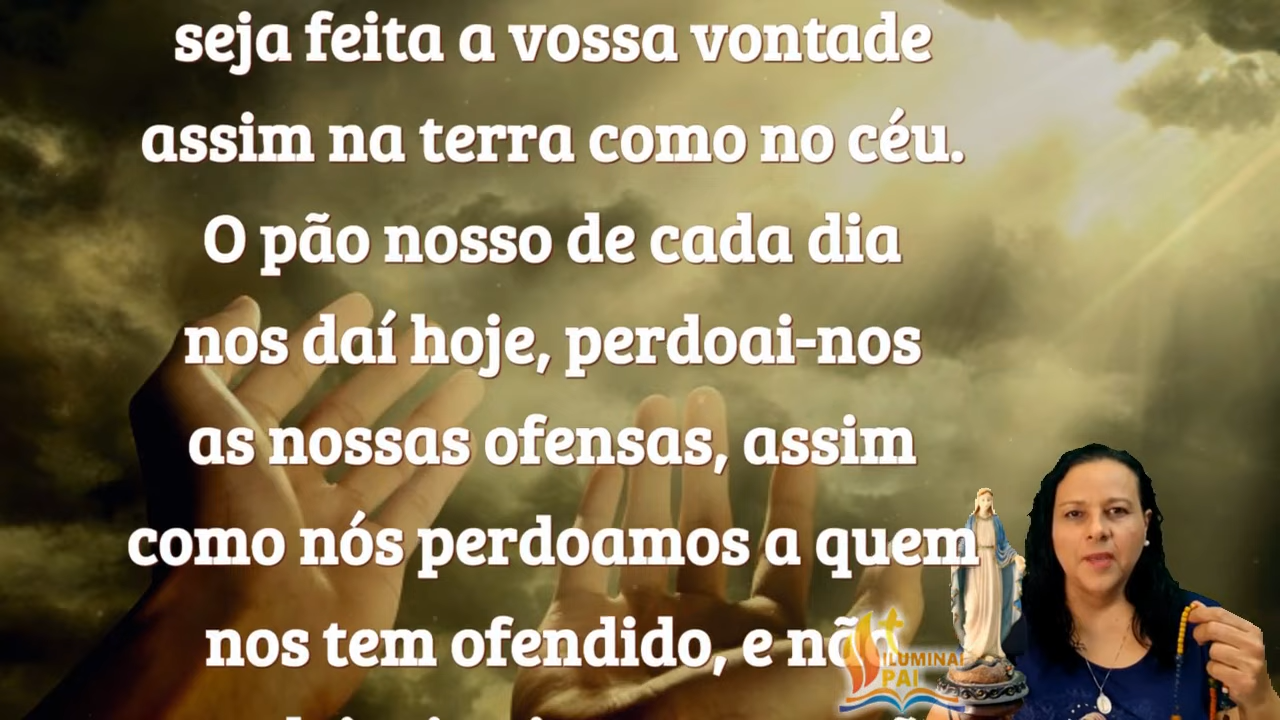 seja feita a vossa vontade
assim na terra como no céu.
O pão nosso de cada dia
nos daí hoje, perdoai-nos
as nossas ofensas, assim
como nós perdoamos a quem
nos tem ofendido, e não
ILUMINAI
PAI